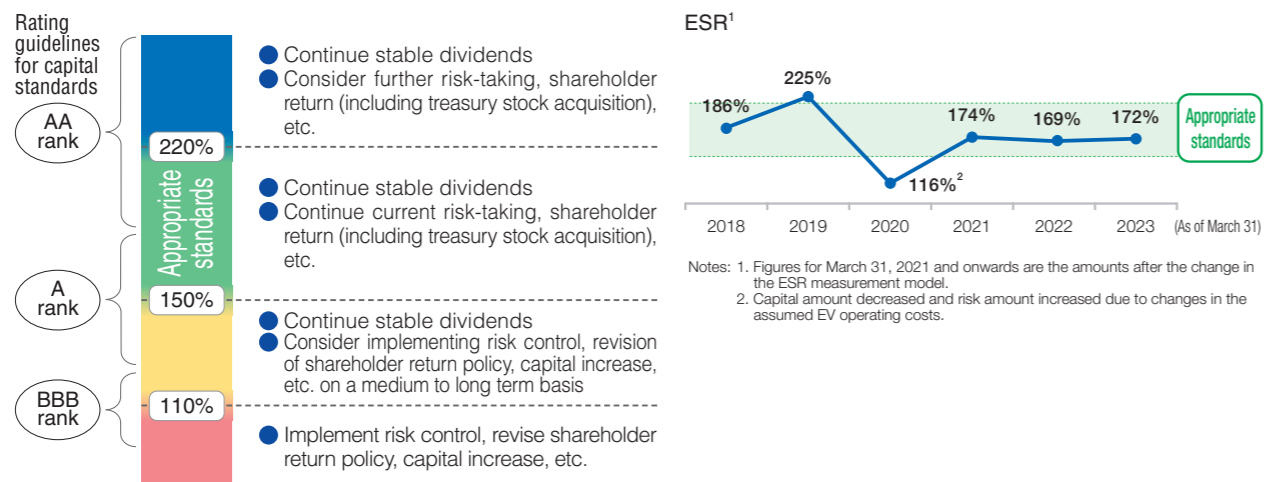 Rating
guidelines
for capital
standards
AA
rank
A
rank
BBB
rank
220%
Appropriate
standards
150%
110%
Continue stable dividends
Consider further risk-taking, shareholder
return (including treasury stock acquisition),
etc.
Continue stable dividends
Continue current risk-taking, shareholder
return (including treasury stock acquisition),
etc.
Continue stable dividends
Consider implementing risk control, revision
of shareholder return policy, capital increase,
etc. on a medium to long term basis
Implement risk control, revise shareholder
return policy, capital increase, etc.
ESR1
186%
225%
116%2
174%
169%
172%
Appropriate
standards
2018 2019 2020 2021 2022 2023 (As of March 31)
Notes: 1. Figures for March 31, 2021 and onwards are the amounts after the change in
the ESR measurement model.
2. Capital amount decreased and risk amount increased due to changes in the
assumed EV operating costs.